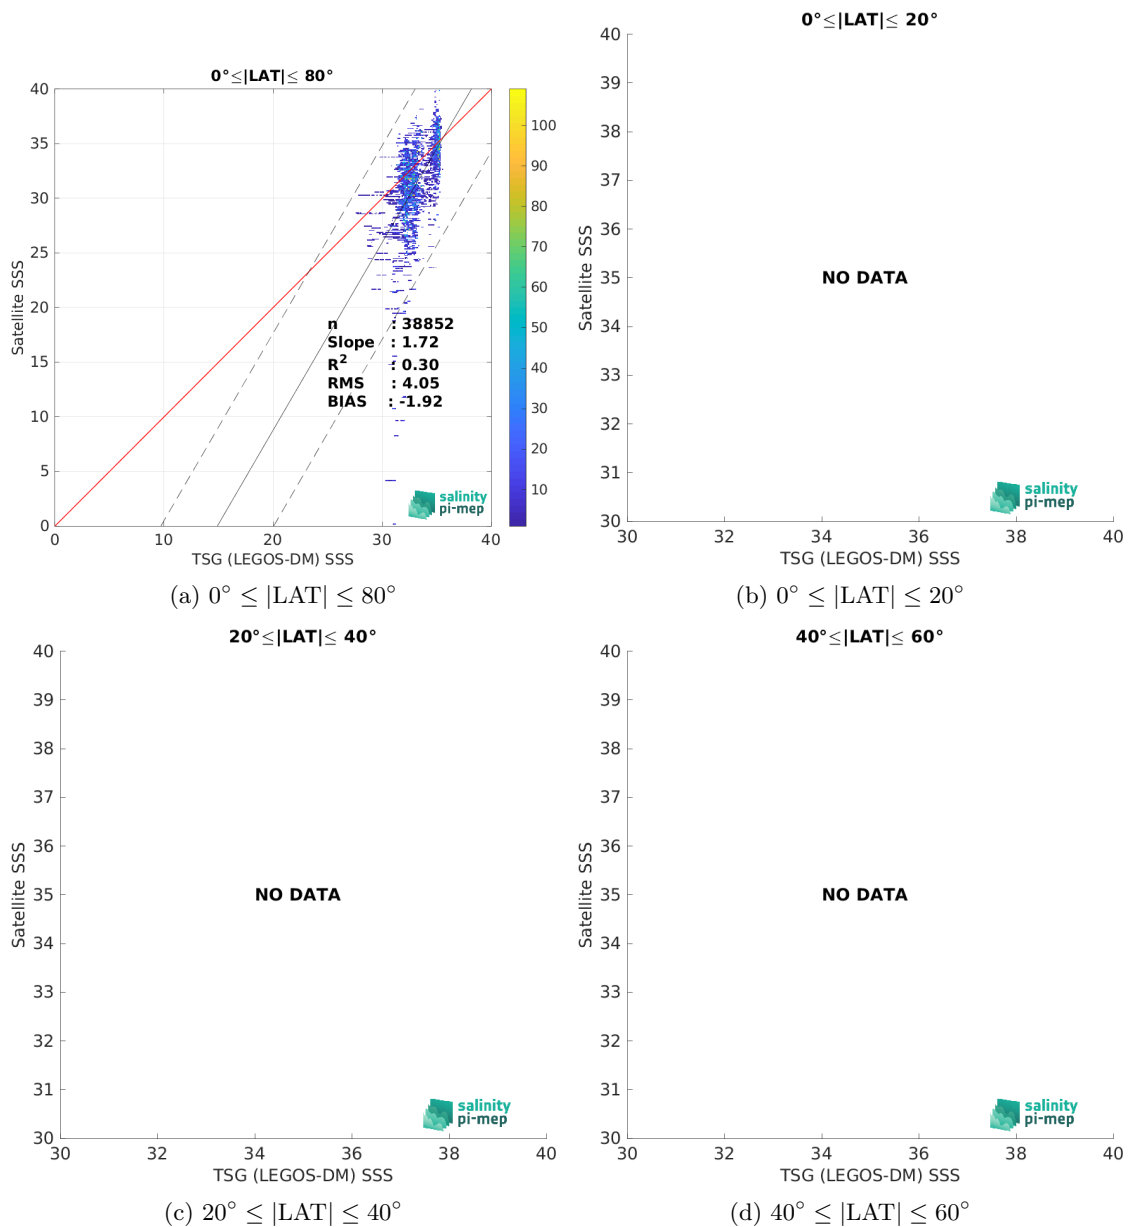 0°≤|LAT|≤ 80°
40
35
30
25
20
15
10
5
0
0
10
20
30
40
Satellite SSS
TSG (LEGOS-DM) SSS
n : 38852
Slope : 1.72
R² : 0.30
RMS : 4.05
BIAS : -1.92
100
90
80
70
60
50
40
30
20
10
salinity
pi-mep
(a) 0° ≤ |LAT| ≤ 80°
0°≤|LAT|≤ 20°
40
39
38
37
36
35
34
33
32
31
30
30
32
34
36
38
40
Satellite SSS
TSG (LEGOS-DM) SSS
NO DATA
salinity
pi-mep
(b) 0° ≤ |LAT| ≤ 20°
20°≤|LAT|≤ 40°
40
39
38
37
36
35
34
33
32
31
30
30
32
34
36
38
40
Satellite SSS
TSG (LEGOS-DM) SSS
NO DATA
salinity
pi-mep
(c) 20° ≤ |LAT| ≤ 40°
40°≤|LAT|≤ 60°
40
39
38
37
36
35
34
33
32
31
30
30
32
34
36
38
40
Satellite SSS
TSG (LEGOS-DM) SSS
NO DATA
salinity
pi-mep
(d) 40° ≤ |LAT| ≤ 60°